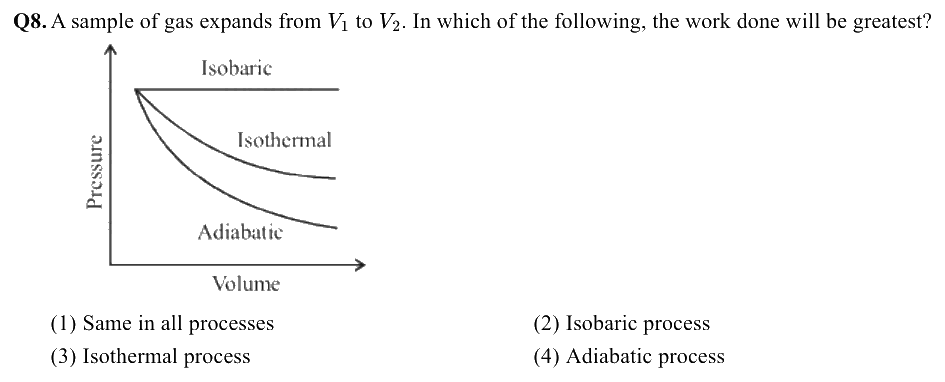 Q8. A sample of gas expands from V₁ to V₂. In which of the following, the work done will be greatest?
Isobaric
Isothermal
Pressure
Adiabatic
Volume
(1) Same in all processes
(2) Isobaric process
(3) Isothermal process
(4) Adiabatic process